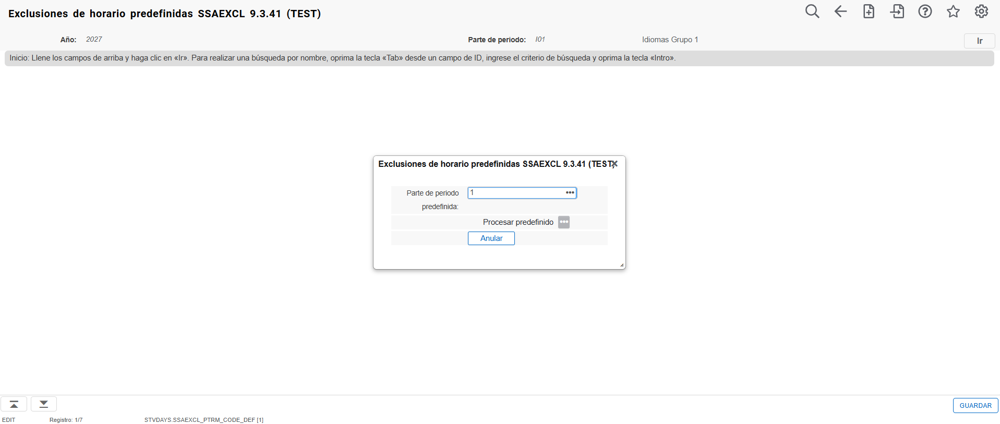 Exclusiones de horario predefinidas SSAEXCL 9.3.41 (TEST)
Año: 2027 Parte de periodo: I01 Idiomas Grupo 1 Ir
Inicio: Llene los campos de arriba y haga clic en «Ir». Para realizar una búsqueda por nombre, oprima la tecla «Tab» desde un campo de ID, ingrese el criterio de búsqueda y oprima la tecla «Intro».
Exclusiones de horario predefinidas SSAEXCL 9.3.41 (TEST)
Parte de periodo 1
predefinida:
Procesar predefinido
Anular
GUARDAR
EDIT Registro: 1/7 STVDAYS.SSAEXCL_PTRM_CODE_DEF [1]